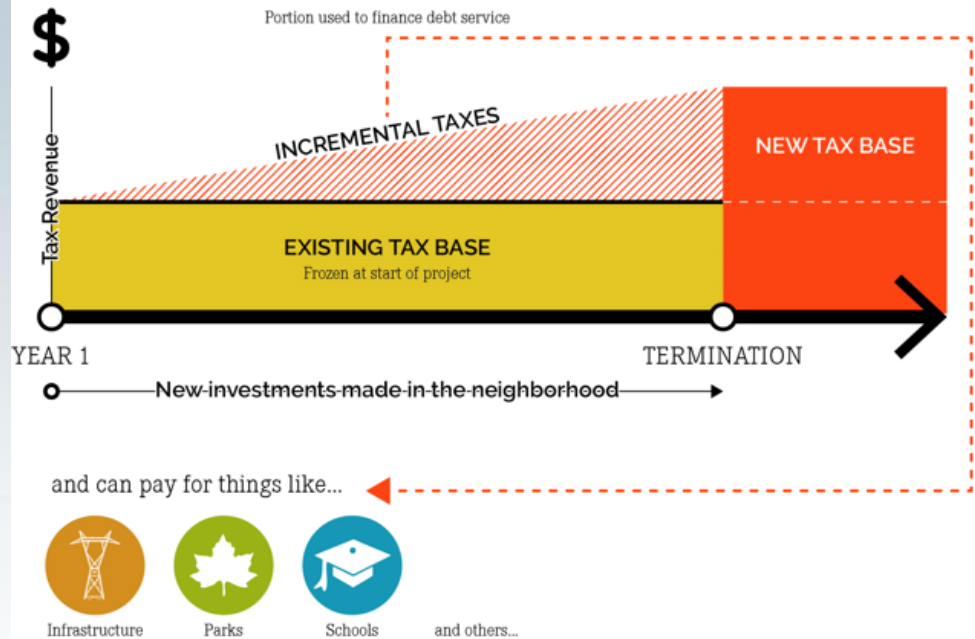 $
Portion used to finance debt service
INCREMENTAL TAXES
NEW TAX BASE
Tax Revenue
EXISTING TAX BASE
Frozen at start of project
YEAR 1
TERMINATION
New investments made in the neighborhood
and can pay for things like...
Infrastructure
Parks
Schools
and others...